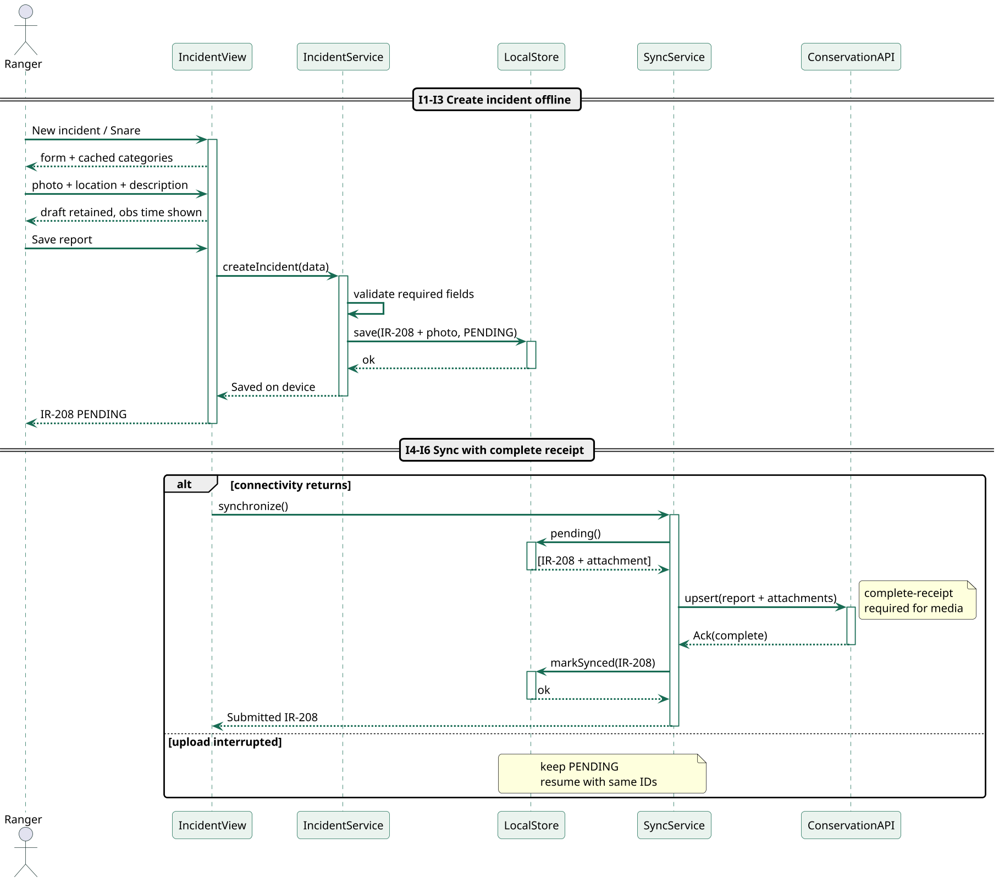 Ranger
IncidentView
IncidentService
LocalStore
SyncService
ConservationAPI
I1-I3 Create incident offline
New incident / Snare
form + cached categories
photo + location + description
draft retained, obs time shown
Save report
createIncident(data)
validate required fields
save(IR-208 + photo, PENDING)
ok
Saved on device
IR-208 PENDING
I4-I6 Sync with complete receipt
alt
[connectivity returns]
synchronize()
pending()
[IR-208 + attachment]
complete-receipt
required for media
upsert(report + attachments)
Ack(complete)
markSynced(IR-208)
ok
Submitted IR-208
[upload interrupted]
keep PENDING
resume with same IDs
Ranger
IncidentView
IncidentService
LocalStore
SyncService
ConservationAPI